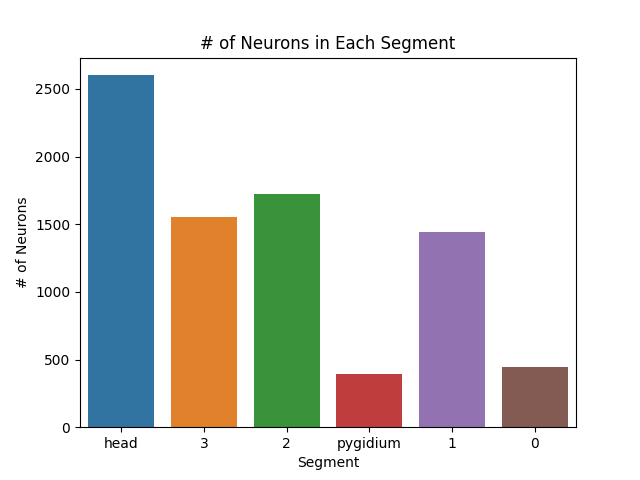 # of Neurons in Each Segment
2500
2000
1500
1000
500
0
# of Neurons
head 3 2 pygidium 1 0
Segment